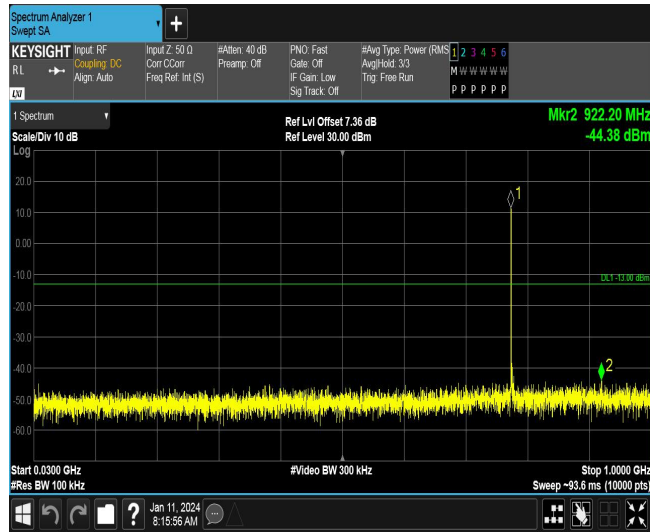 Spectrum Analyzer 1
Swept SA
+
KEYSIGHT
RL
LXI
Input: RF
Coupling: DC
Align: Auto
Input Z: 50 Ω
Corr CCorr
Freq Ref: Int (S)
#Atten: 40 dB
Preamp: Off
PNO: Fast
Gate: Off
IF Gain: Low
Sig Track: Off
#Avg Type: Power (RMS
Avg|Hold: 3/3
Trig: Free Run
1 2 3 4 5 6
M W W W W W
P P P P P P
1 Spectrum
Scale/Div 10 dB
Ref Lvl Offset 7.36 dB
Ref Level 30.00 dBm
Mkr2 922.20 MHz
-44.38 dBm
Log
20.0
10.0
0.00
-10.0
-20.0
-30.0
-40.0
-50.0
-60.0
1
DL1 -13.00 dBm
2
Start 0.0300 GHz
#Res BW 100 kHz
#Video BW 300 kHz
Stop 1.0000 GHz
Sweep ~93.6 ms (10000 pts)
?
Jan 11, 2024
8:15:56 AM